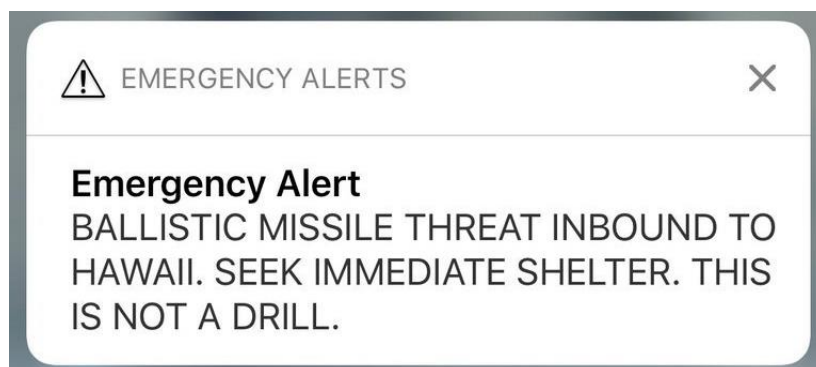 EMERGENCY ALERTS
Emergency Alert
BALLISTIC MISSILE THREAT INBOUND TO
HAWAII. SEEK IMMEDIATE SHELTER. THIS
IS NOT A DRILL.